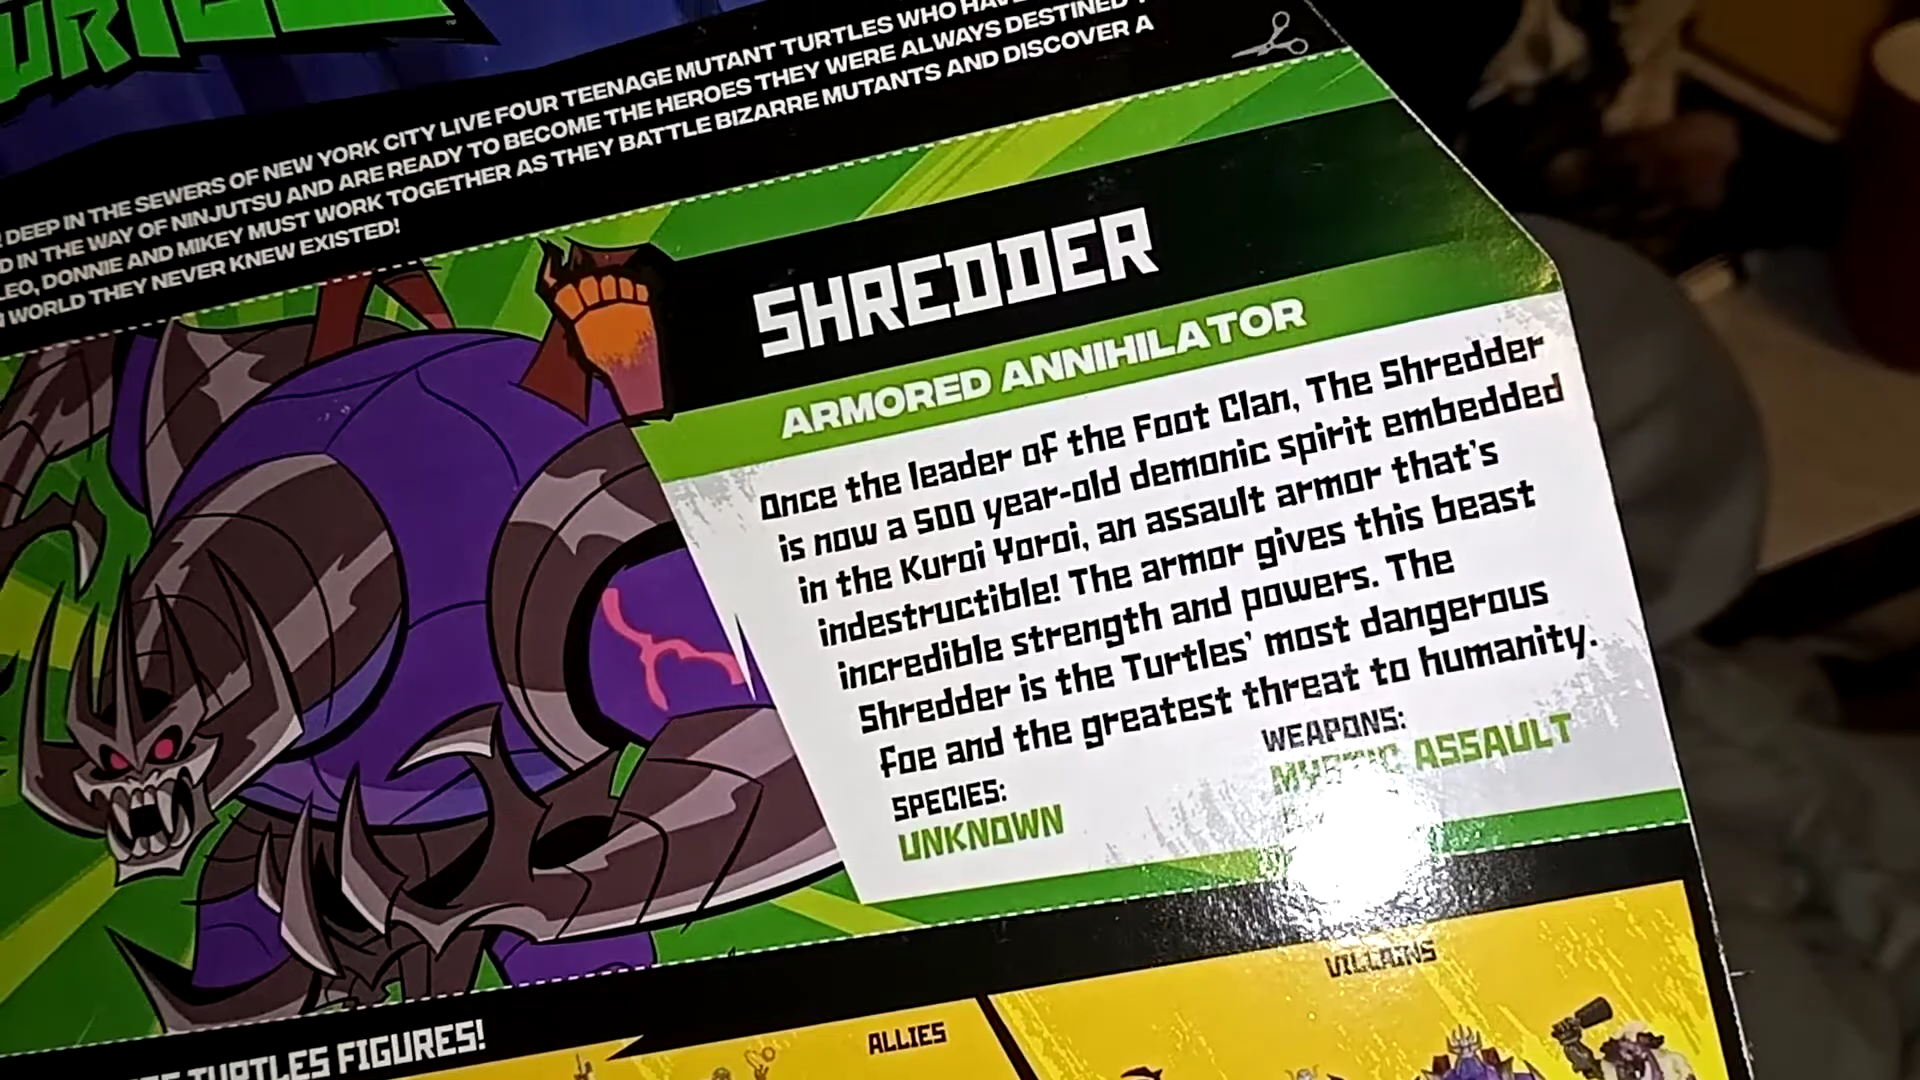 DEEP IN THE SEWERS OF NEW YORK CITY LIVE FOUR TEENAGE MUTANT TURTLES WHO
IN THE WAY OF NINJUTSU AND ARE READY TO BECOME THE HEROES THEY WERE ALWAYS DESTINED
LEO, DONNIE AND MIKEY MUST WORK TOGETHER AS THEY BATTLE BIZARRE MUTANTS AND DISCOVER A
WORLD THEY NEVER KNEW EXISTED!
SHREDDER
ARMORED ANNIHILATOR
Once the leader of the Foot Clan, The Shredder
is now a 500 year-old demonic spirit embedded
in the Kuroi Yoroi, an assault armor that's
indestructible! The armor gives this beast
incredible strength and powers. The
Shredder is the Turtles' most dangerous
foe and the greatest threat to humanity.
SPECIES:
UNKNOWN
WEAPONS:
MYSTIC ASSAULT
TURTLES FIGURES!
ALLIES
VILLAINS